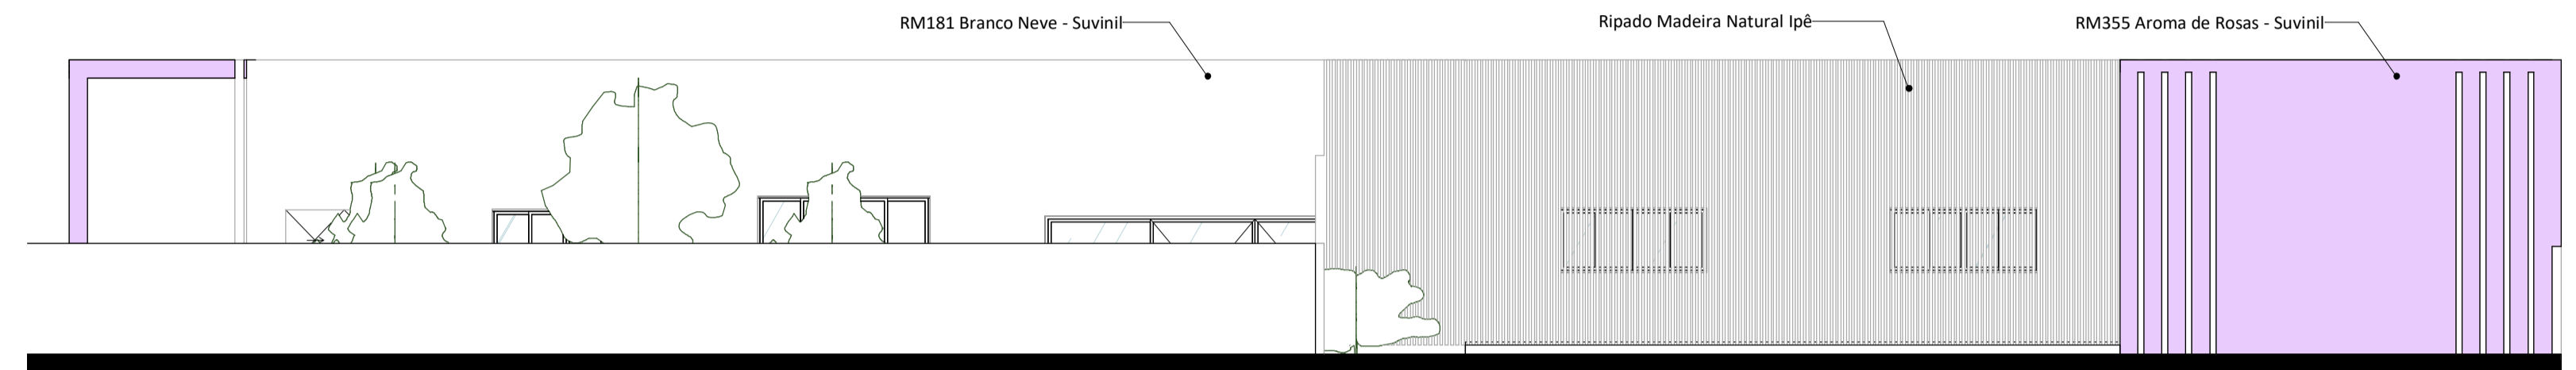 RM181 Branco Neve - Suvinil
Ripado Madeira Natural Ipê
RM355 Aroma de Rosas - Suvinil